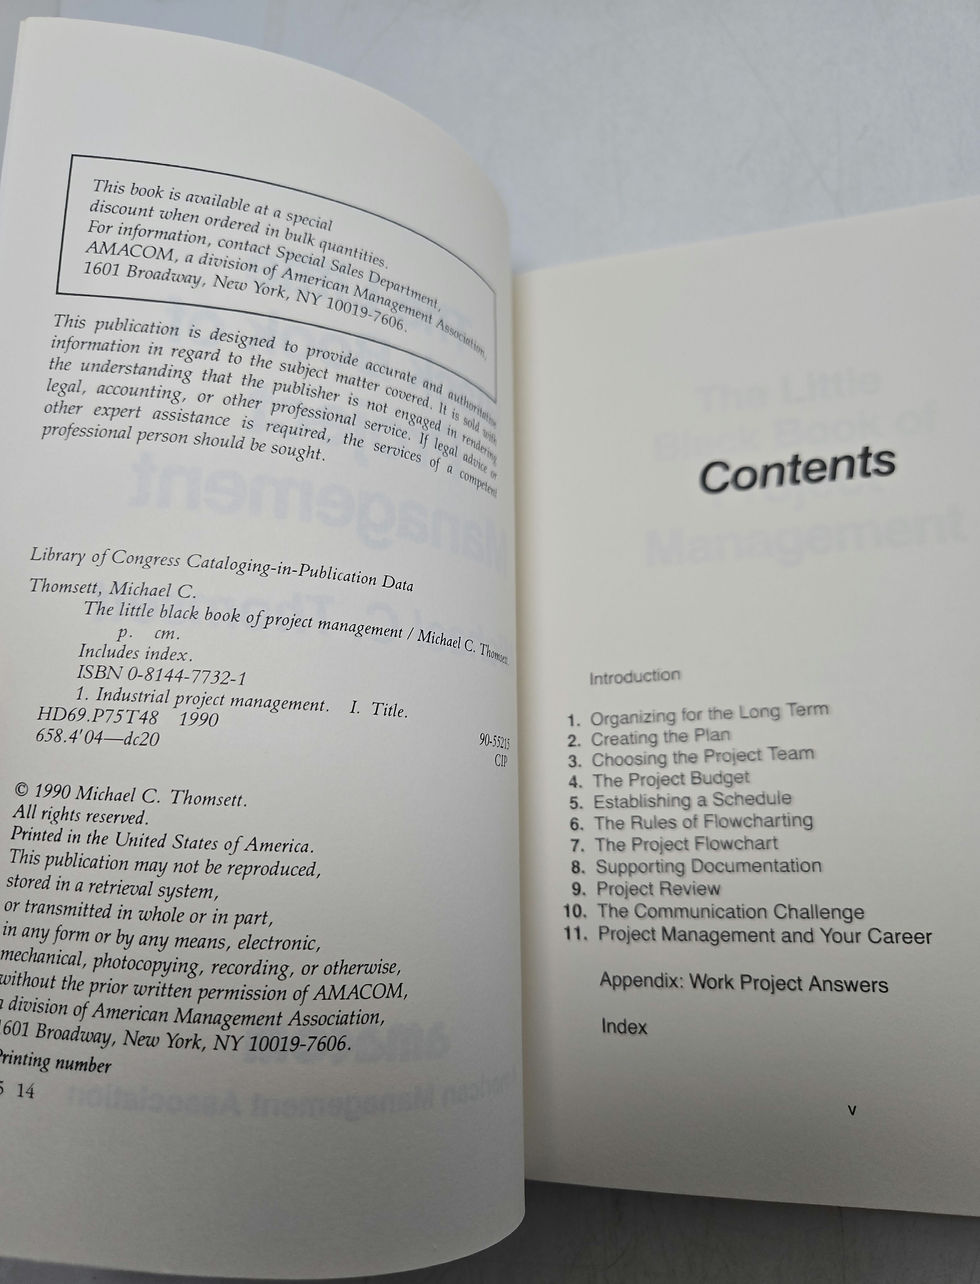 This book is available at a special
discount when ordered in bulk quantities.
For information, contact Special Sales Department,
AMACOM, a division of American Management Association,
1601 Broadway, New York, NY 10019-7606.
This publication is designed to provide accurate and authoritative
information in regard to the subject matter covered. It is sold with
the understanding that the publisher is not engaged in rendering
legal, accounting, or other professional service. If legal advice or
other expert assistance is required, the services of a competent
professional person should be sought.
Library of Congress Cataloging-in-Publication Data
Thomsett, Michael C.
The little black book of project management / Michael C. Thomsett.
p. cm.
Includes index.
ISBN 0-8144-7732-1
1. Industrial project management. I. Title.
HD69.P75T48 1990
658.4'04—dc20
90-55215
CIP
© 1990 Michael C. Thomsett.
All rights reserved.
Printed in the United States of America.
This publication may not be reproduced,
stored in a retrieval system,
or transmitted in whole or in part,
in any form or by any means, electronic,
mechanical, photocopying, recording, or otherwise,
without the prior written permission of AMACOM,
a division of American Management Association,
1601 Broadway, New York, NY 10019-7606.
Printing number
14
Contents
Introduction
1. Organizing for the Long Term
2. Creating the Plan
3. Choosing the Project Team
4. The Project Budget
5. Establishing a Schedule
6. The Rules of Flowcharting
7. The Project Flowchart
8. Supporting Documentation
9. Project Review
10. The Communication Challenge
11. Project Management and Your Career
Appendix: Work Project Answers
Index
v